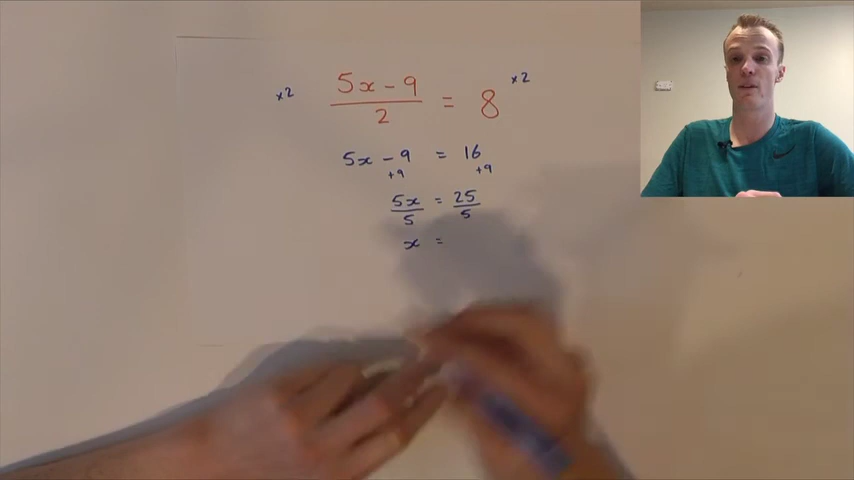 ×2 (5x - 9)/2 = 8 ×2
5x - 9 = 16
+9 +9
5x/5 = 25/5
x =